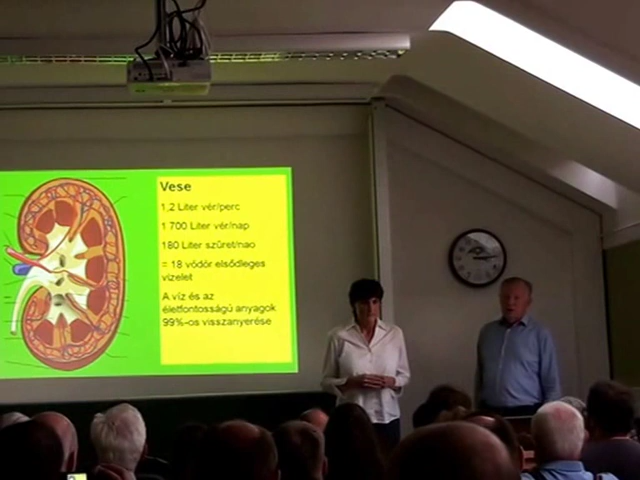 Vese
1,2 Liter vér/perc
1 700 Liter vér/nap
180 Liter szűret/nap
= 18 vödör elsődleges
vizelet
A víz és az
életfontosságú anyagok
99%-os visszanyerése